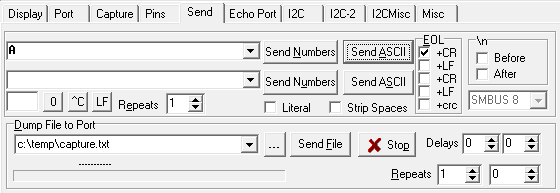 Display Port Capture Pins Send Echo Port I2C I2C-2 I2CMisc Misc
A Send Numbers Send ASCII
Send Numbers Send ASCII
0 ^C LF Repeats 1 Literal Strip Spaces
EOL
+CR
+LF
+CR
+LF
+crc
\n
Before
After
SMBUS 8
Dump File to Port
c:\temp\capture.txt ... Send File Stop Delays 0 0
Repeats 1 0